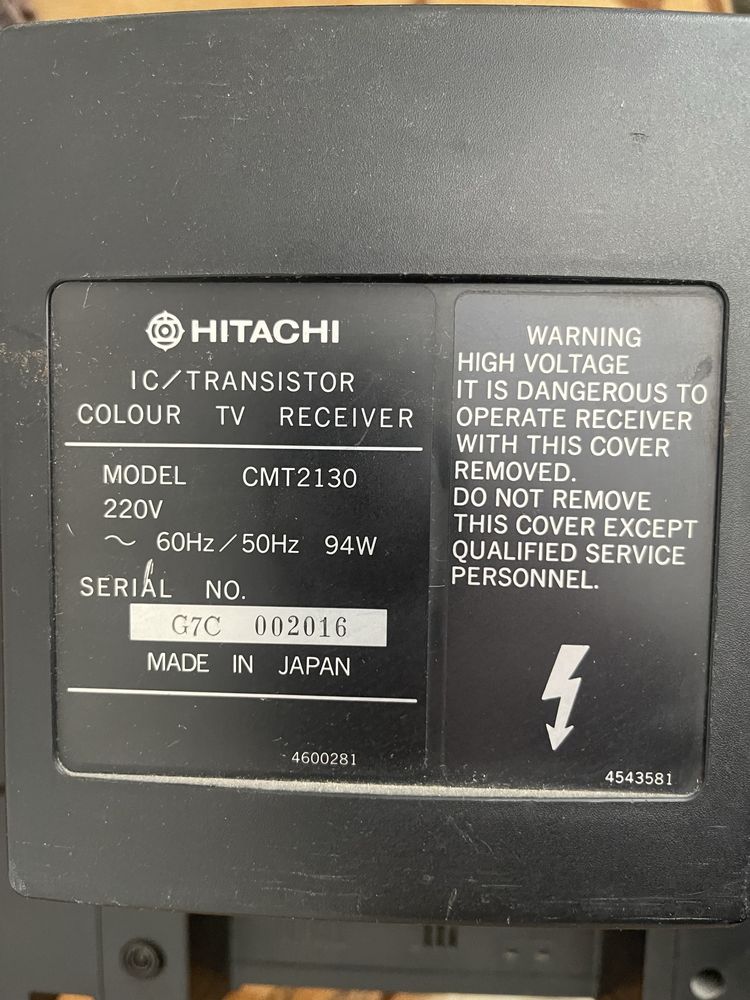 HITACHI
IC/TRANSISTOR
COLOUR TV RECEIVER
MODEL CMT2130
220V
~ 60Hz/50Hz 94W
SERIAL NO.
G7C 002016
MADE IN JAPAN
4600281
WARNING
HIGH VOLTAGE
IT IS DANGEROUS TO
OPERATE RECEIVER
WITH THIS COVER
REMOVED.
DO NOT REMOVE
THIS COVER EXCEPT
QUALIFIED SERVICE
PERSONNEL.
4543581